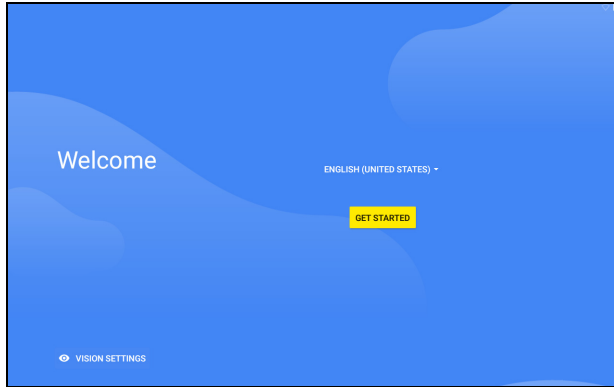 Welcome
ENGLISH (UNITED STATES)
GET STARTED
VISION SETTINGS